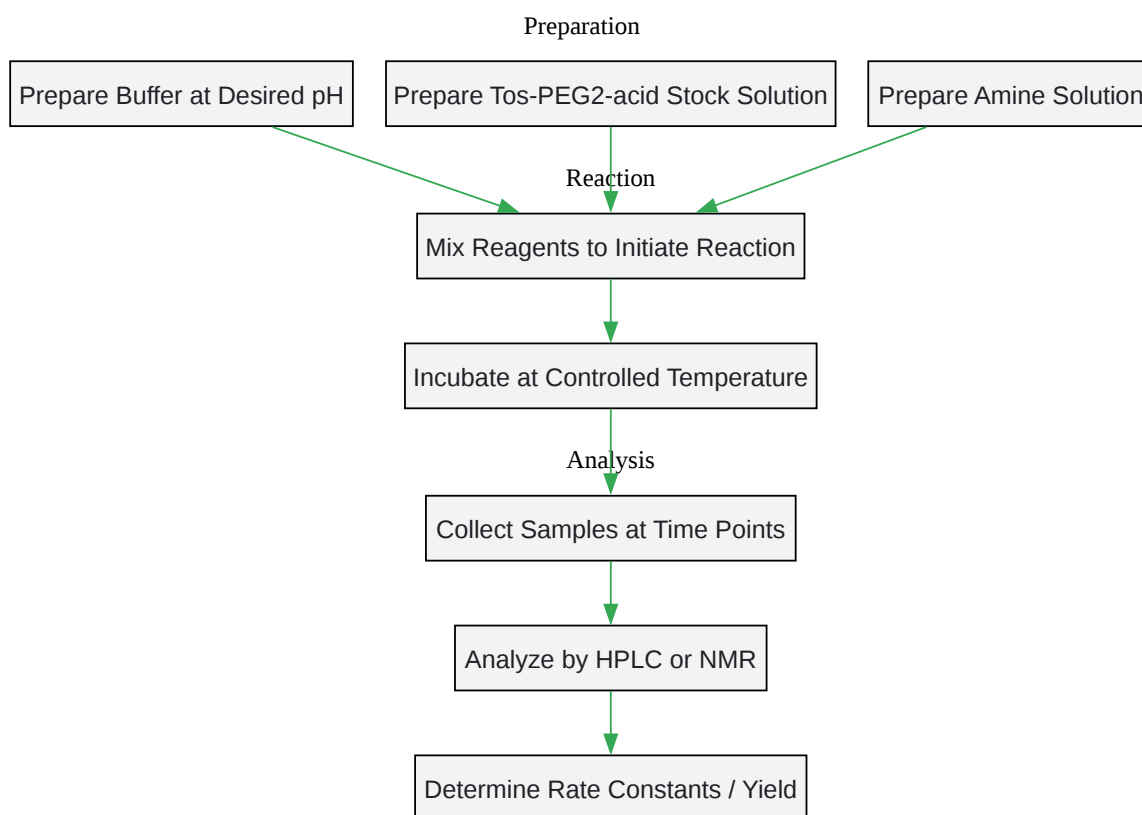 Preparation
Prepare Buffer at Desired pH
Prepare Tos-PEG2-acid Stock Solution
Prepare Amine Solution
Reaction
Mix Reagents to Initiate Reaction
Incubate at Controlled Temperature
Analysis
Collect Samples at Time Points
Analyze by HPLC or NMR
Determine Rate Constants / Yield